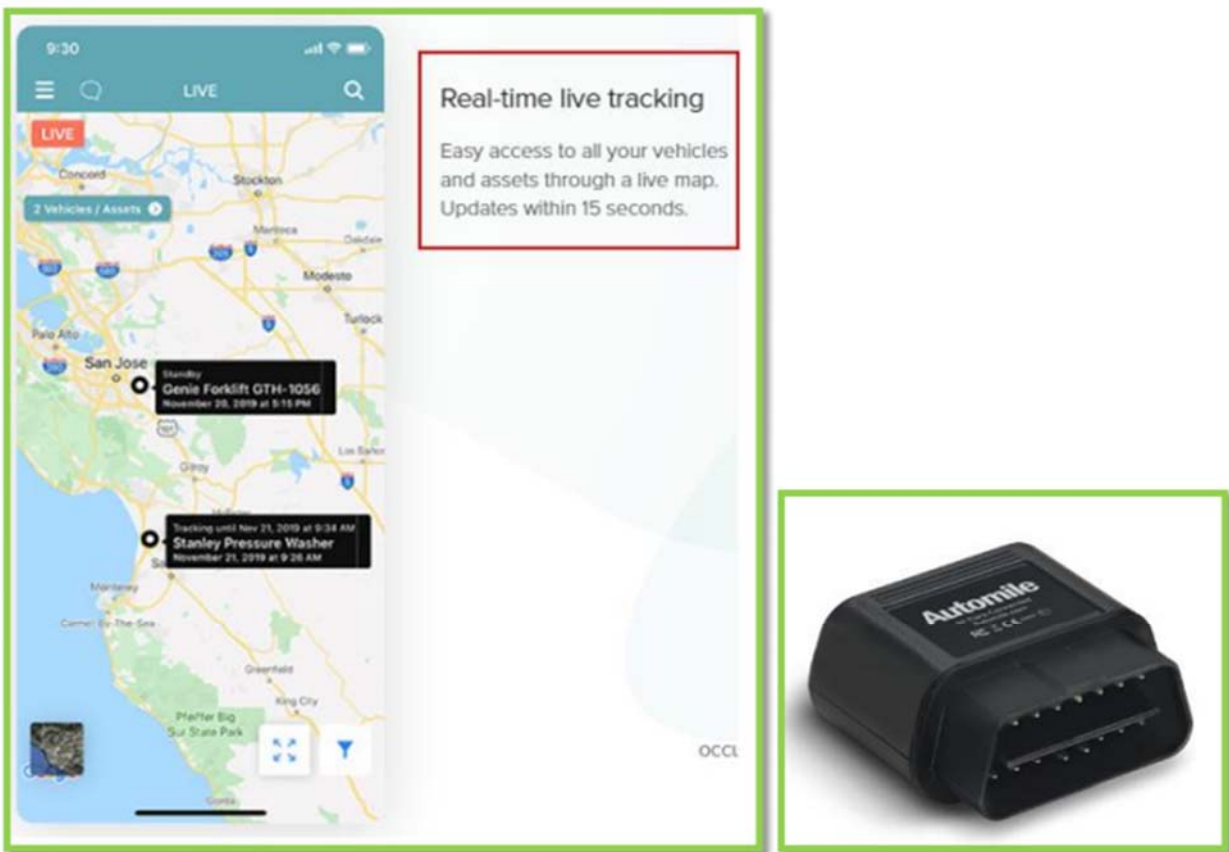 9:30
LIVE
LIVE
Concord
Stockton
2 Vehicles / Assets
Manteca
Oakdale
Modesto
Turlock
Palo Alto
San Jose
Standby
Genie Forklift GTH-1056
November 20, 2019 at 5:15 PM
101
Los Banos
Gilroy
Tracking until Nov 21, 2019 at 9:34 AM
Stanley Pressure Washer
November 21, 2019 at 9:26 AM
Monterey
Carmel-By-The-Sea
Greenfield
King City
Pfeiffer Big
Sur State Park
Gorda
Real-time live tracking
Easy access to all your vehicles
and assets through a live map.
Updates within 15 seconds.
OCCU
Automile